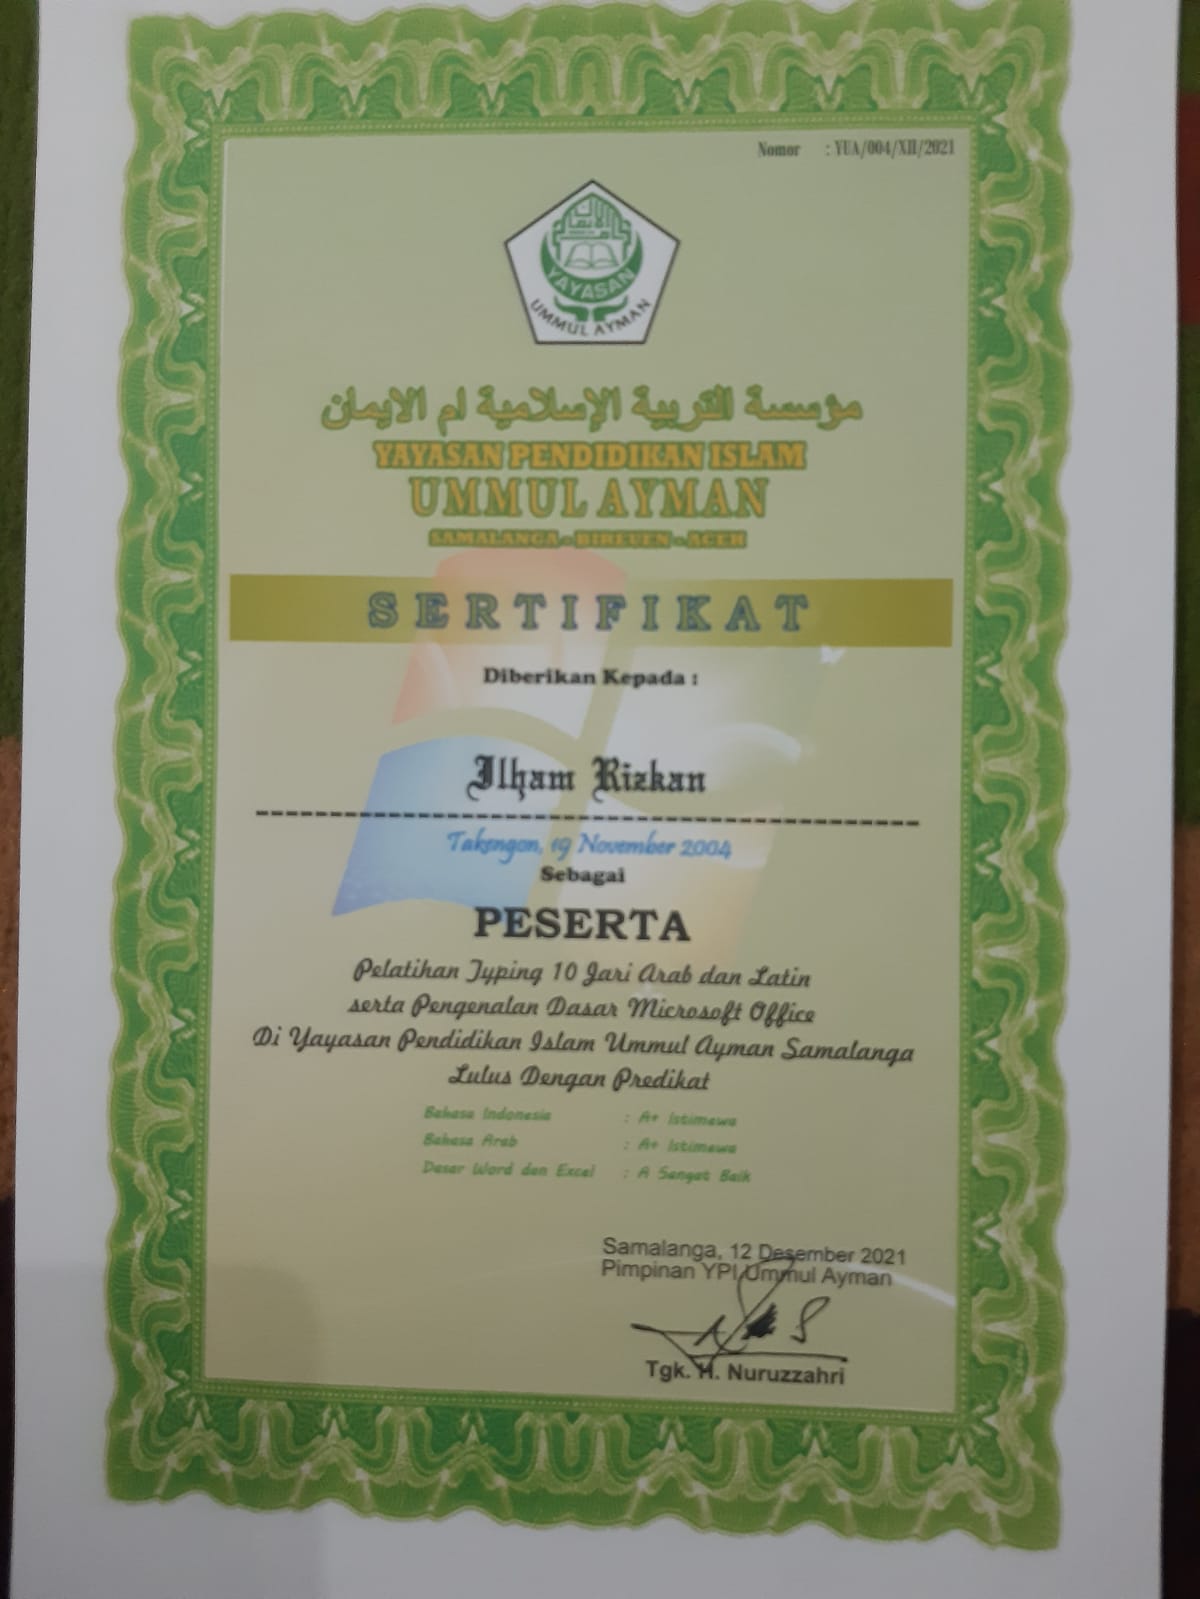 Nomor : YUA/004/XII/2021
YAYASAN
UMMUL AYMAN
مؤسسة التربية الإسلامية ام الايمان
YAYASAN PENDIDIKAN ISLAM
UMMUL AYMAN
SAMALANGA - BIREUEN - ACEH
SERTIFIKAT
Diberikan Kepada :
Ilham Rizkan
Takengon, 19 November 2004
Sebagai
PESERTA
Pelatihan Typing 10 Jari Arab dan Latin
serta Pengenalan Dasar Microsoft Office
Di Yayasan Pendidikan Islam Ummul Ayman Samalanga
Lulus Dengan Predikat
Bahasa Indonesia : A+ Istimewa
Bahasa Arab : A+ Istimewa
Dasar Word dan Excel : A Sangat Baik
Samalanga, 12 Desember 2021
Pimpinan YPI Ummul Ayman
Tgk. H. Nuruzzahri